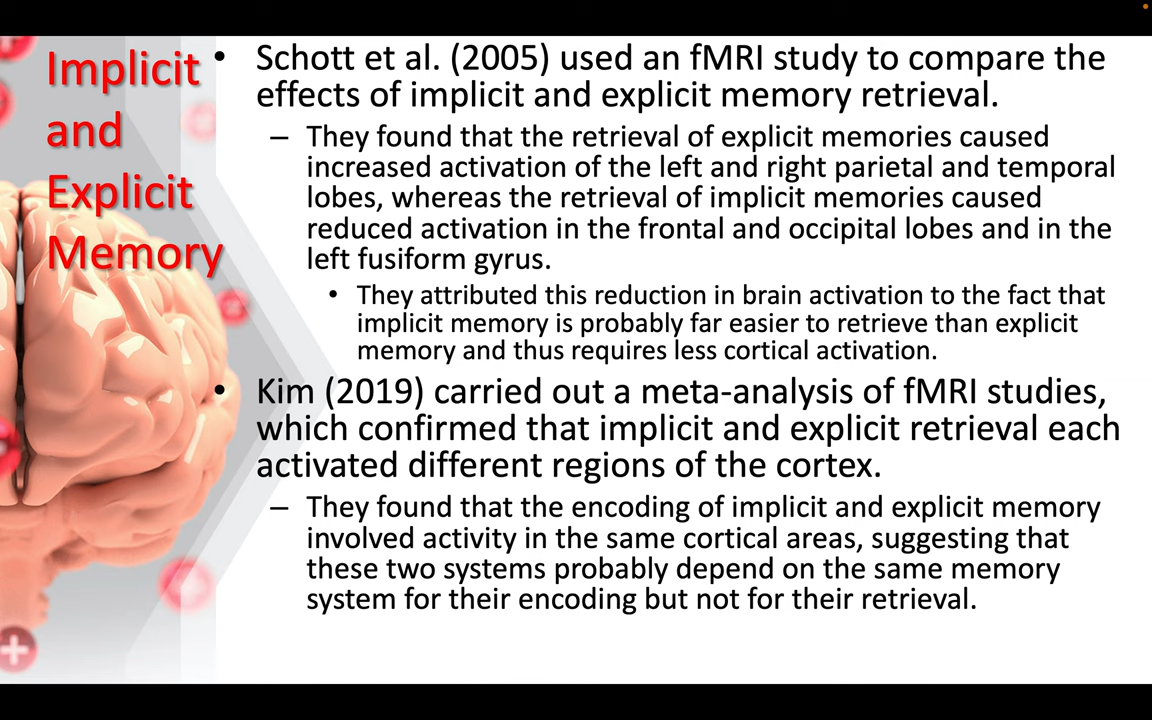 Implicit
and
Explicit
Memory
• Schott et al. (2005) used an fMRI study to compare the
effects of implicit and explicit memory retrieval.
– They found that the retrieval of explicit memories caused
increased activation of the left and right parietal and temporal
lobes, whereas the retrieval of implicit memories caused
reduced activation in the frontal and occipital lobes and in the
left fusiform gyrus.
• They attributed this reduction in brain activation to the fact that
implicit memory is probably far easier to retrieve than explicit
memory and thus requires less cortical activation.
• Kim (2019) carried out a meta-analysis of fMRI studies,
which confirmed that implicit and explicit retrieval each
activated different regions of the cortex.
– They found that the encoding of implicit and explicit memory
involved activity in the same cortical areas, suggesting that
these two systems probably depend on the same memory
system for their encoding but not for their retrieval.